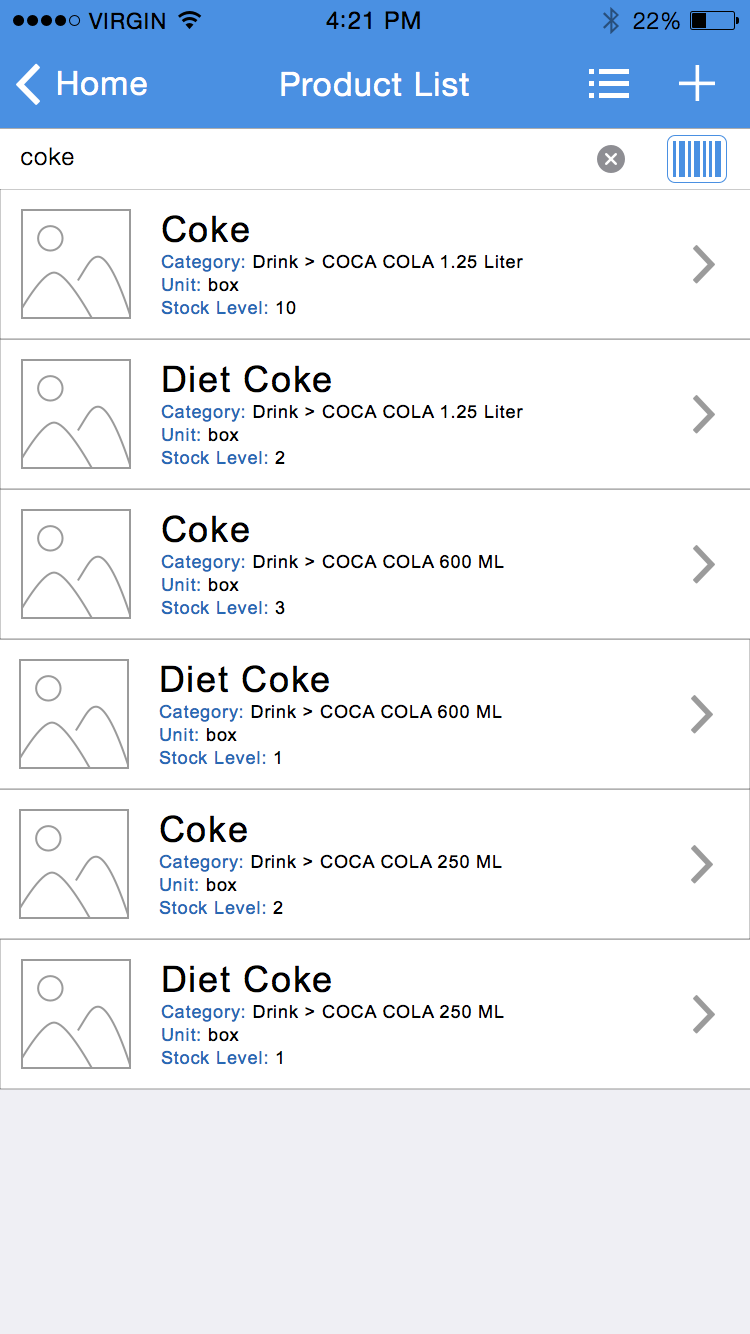 VIRGIN 4:21 PM 22%
Home Product List
coke
Coke
Category: Drink > COCA COLA 1.25 Liter
Unit: box
Stock Level: 10
Diet Coke
Category: Drink > COCA COLA 1.25 Liter
Unit: box
Stock Level: 2
Coke
Category: Drink > COCA COLA 600 ML
Unit: box
Stock Level: 3
Diet Coke
Category: Drink > COCA COLA 600 ML
Unit: box
Stock Level: 1
Coke
Category: Drink > COCA COLA 250 ML
Unit: box
Stock Level: 2
Diet Coke
Category: Drink > COCA COLA 250 ML
Unit: box
Stock Level: 1